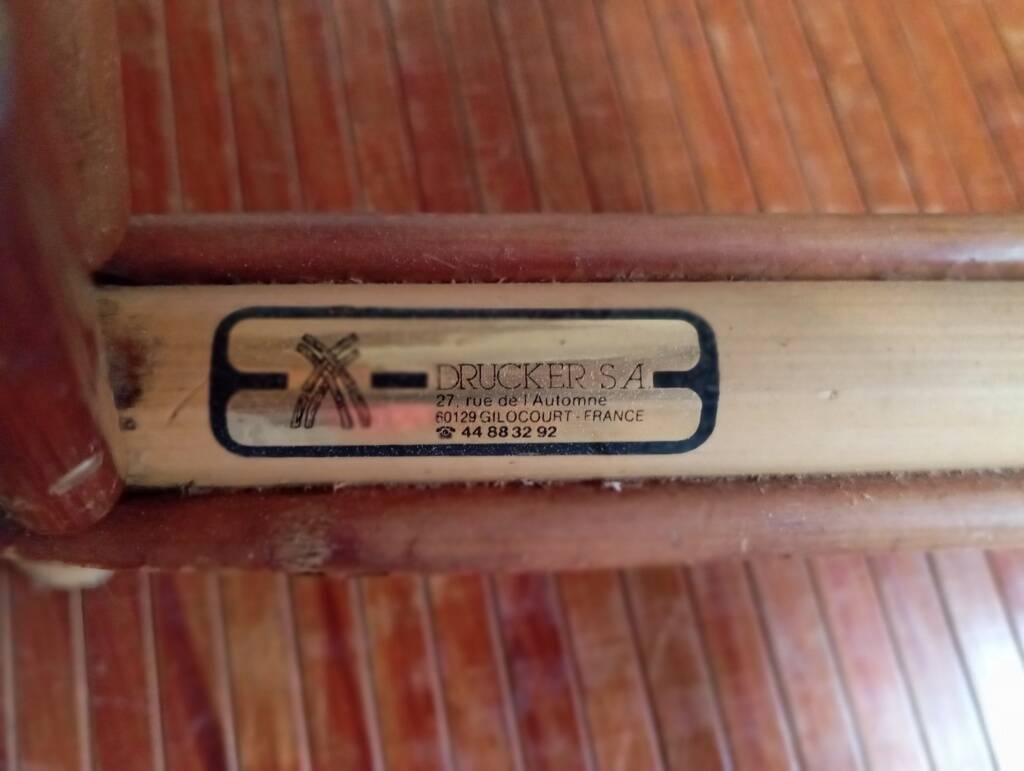 DRUCKER S.A.
27, rue de l'Automne
60129 GILOCOURT - FRANCE
☎ 44 88 32 92